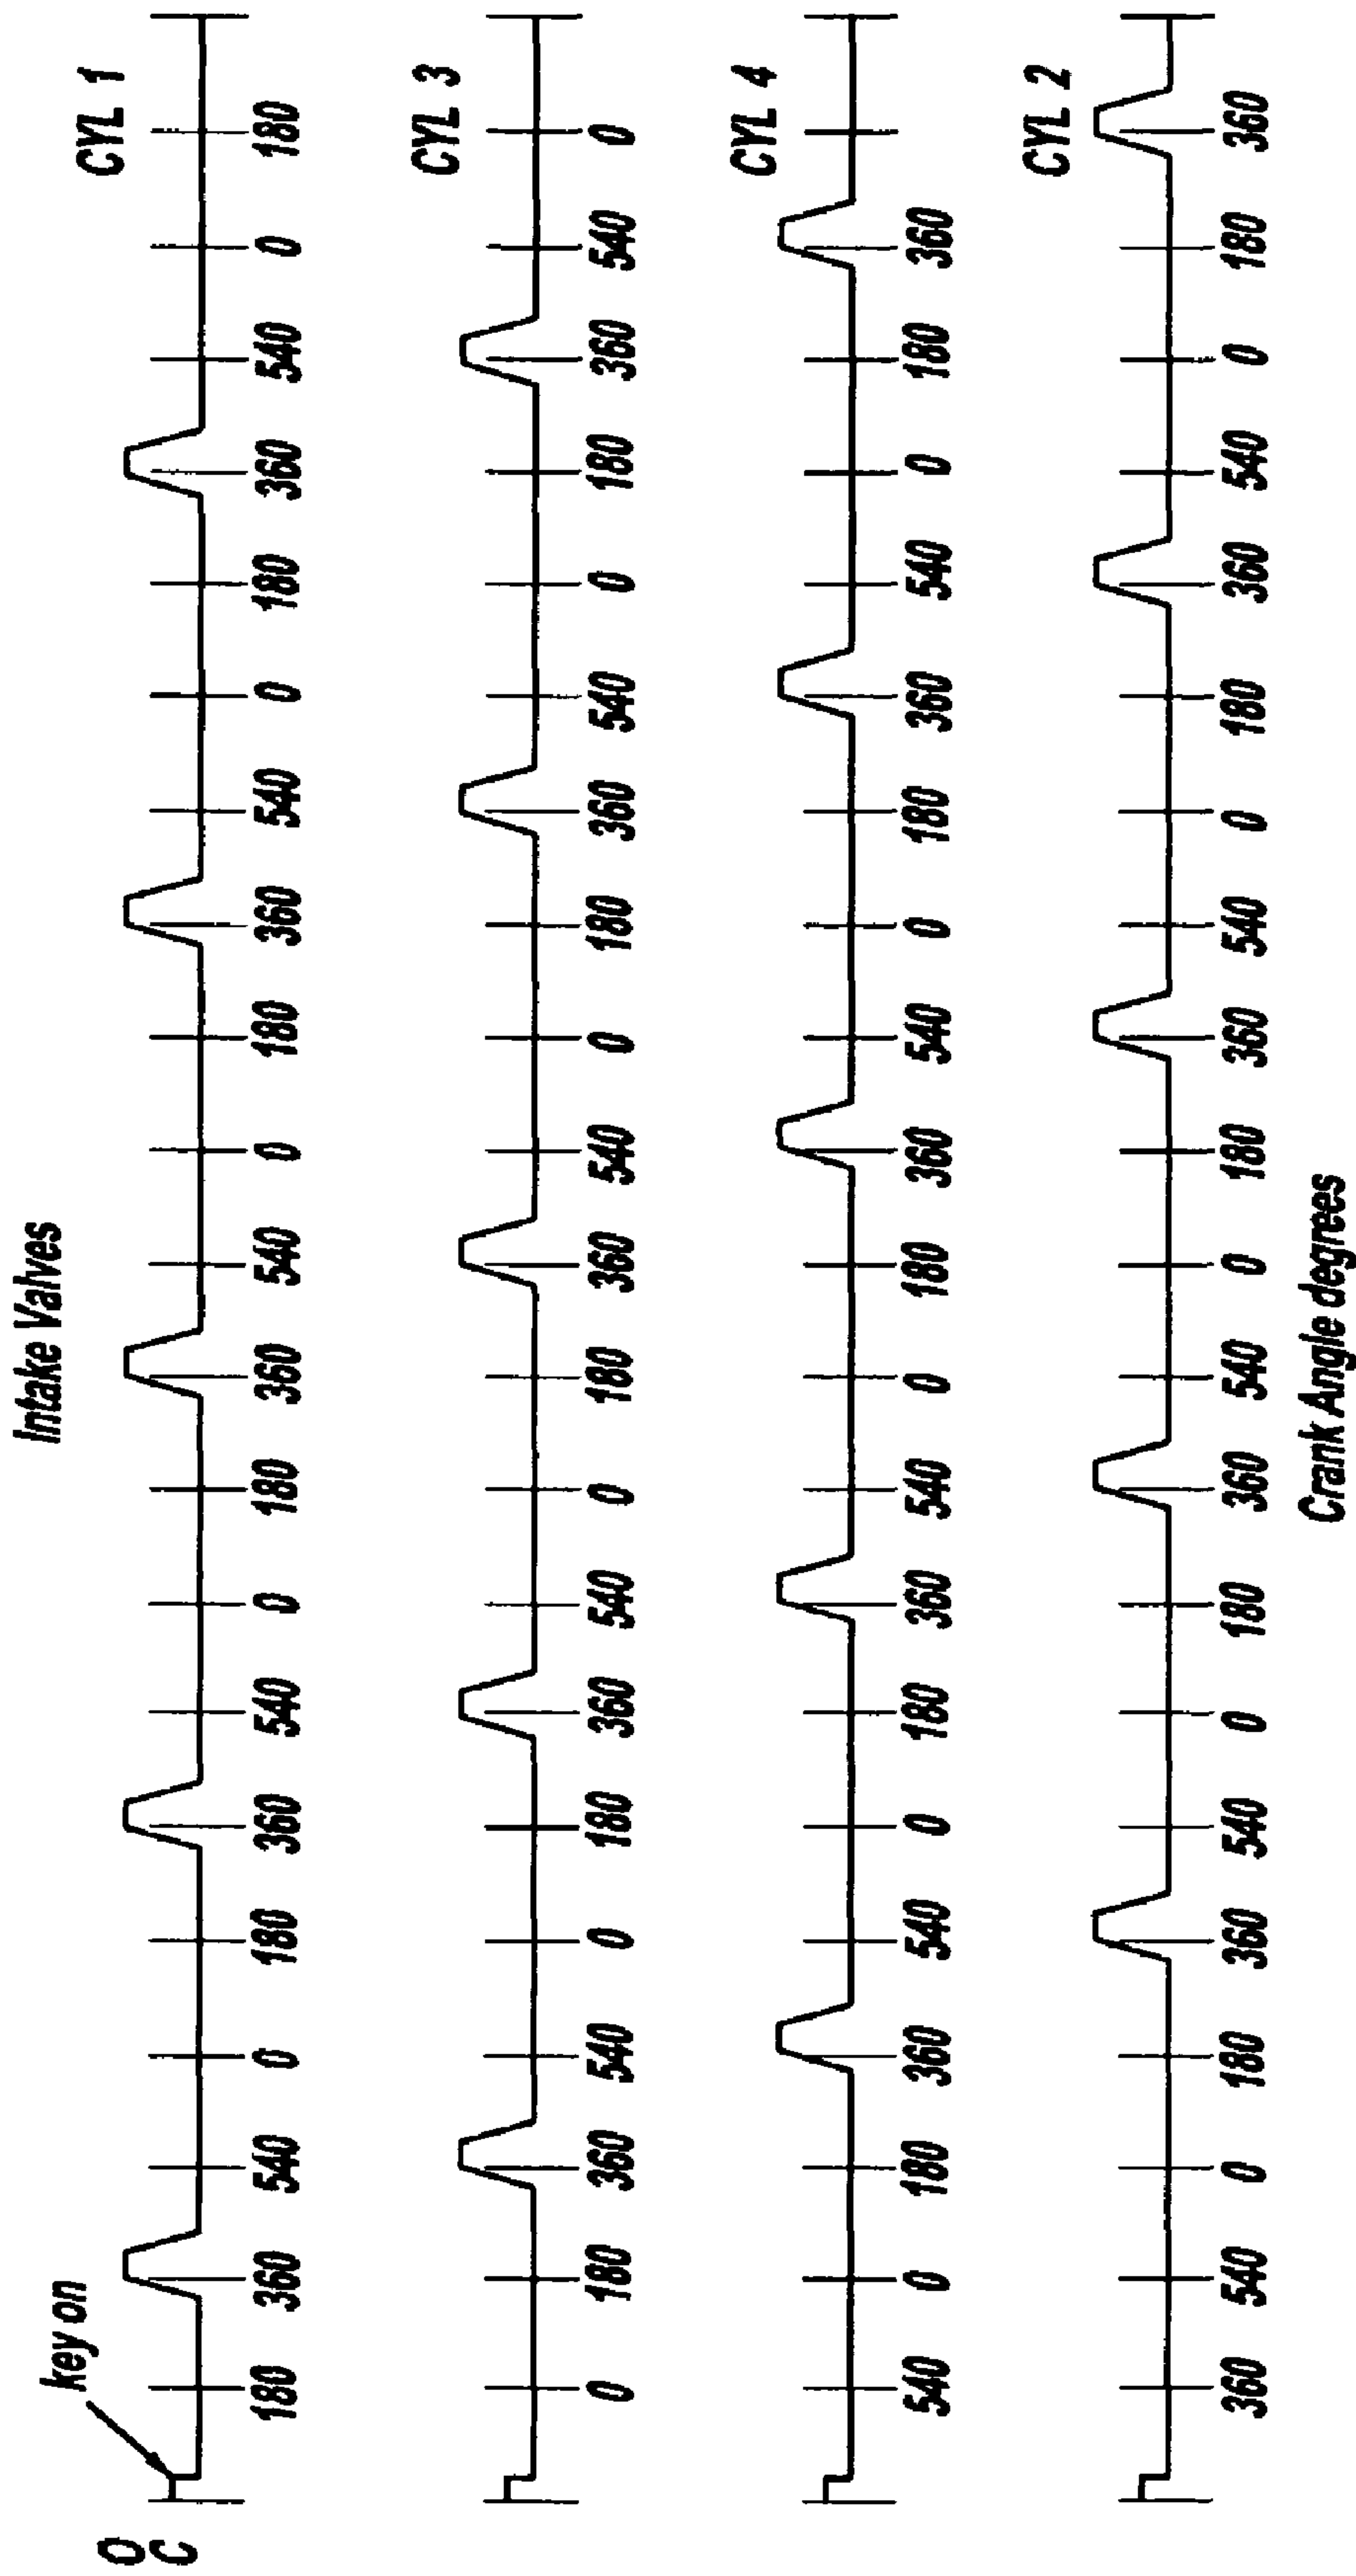 Intake Valves
key on
CYL 1
O
C
180 360 540 0 180 360 540 0 180 360 540 0 180 360 540 0 180 360 540 0 180
CYL 3
0 180 360 540 0 180 360 540 0 180 360 540 0 180 360 540 0 180 360 540 0
CYL 4
540 0 180 360 540 0 180 360 540 0 180 360 540 0 180 360 540 0 180 360
CYL 2
360 540 0 180 360 540 0 180 360 540 0 180 360 540 0 180 360 540 0 180 360
Crank Angle degrees